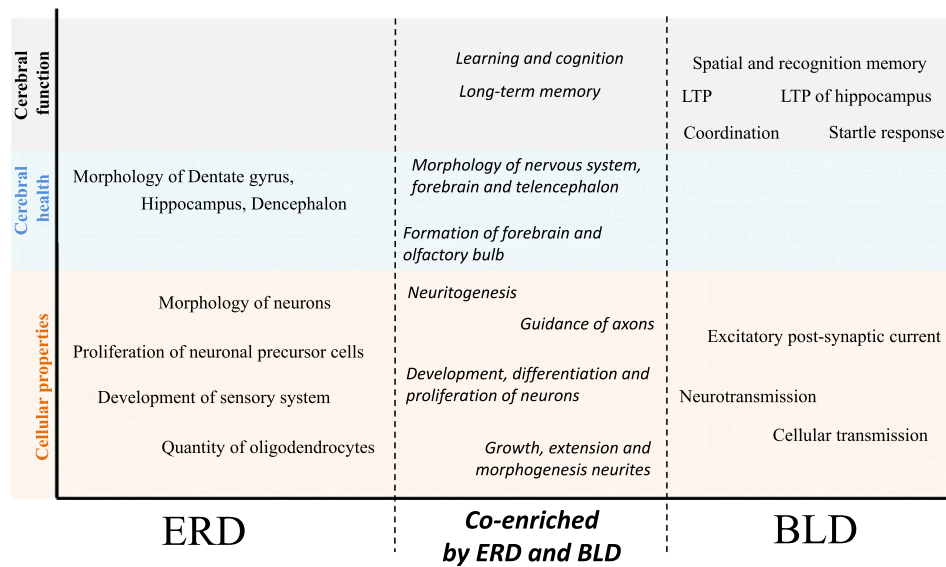 Cerebral
function
Learning and cognition
Long-term memory
Spatial and recognition memory
LTP
LTP of hippocampus
Coordination
Startle response
Cerebral
health
Morphology of Dentate gyrus,
Hippocampus, Dencephalon
Morphology of nervous system,
forebrain and telencephalon
Formation of forebrain and
olfactory bulb
Cellular properties
Morphology of neurons
Proliferation of neuronal precursor cells
Development of sensory system
Quantity of oligodendrocytes
Neuritogenesis
Guidance of axons
Development, differentiation and
proliferation of neurons
Growth, extension and
morphogenesis neurites
Excitatory post-synaptic current
Neurotransmission
Cellular transmission
ERD
Co-enriched
by ERD and BLD
BLD